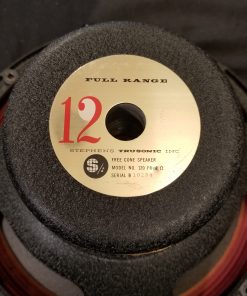 FULL RANGE
12
STEPHENS TRUSONIC INC
S
FREE CONE SPEAKER
MODEL NO. 120 FR
SERIAL B